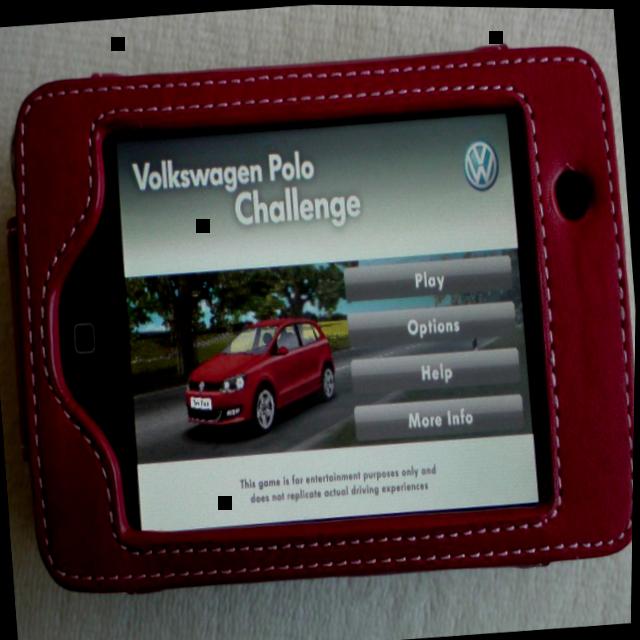 Volkswagen Polo
Challenge
Play
Options
Help
More Info
This game is for entertainment purposes only and
does not replicate actual driving experiences